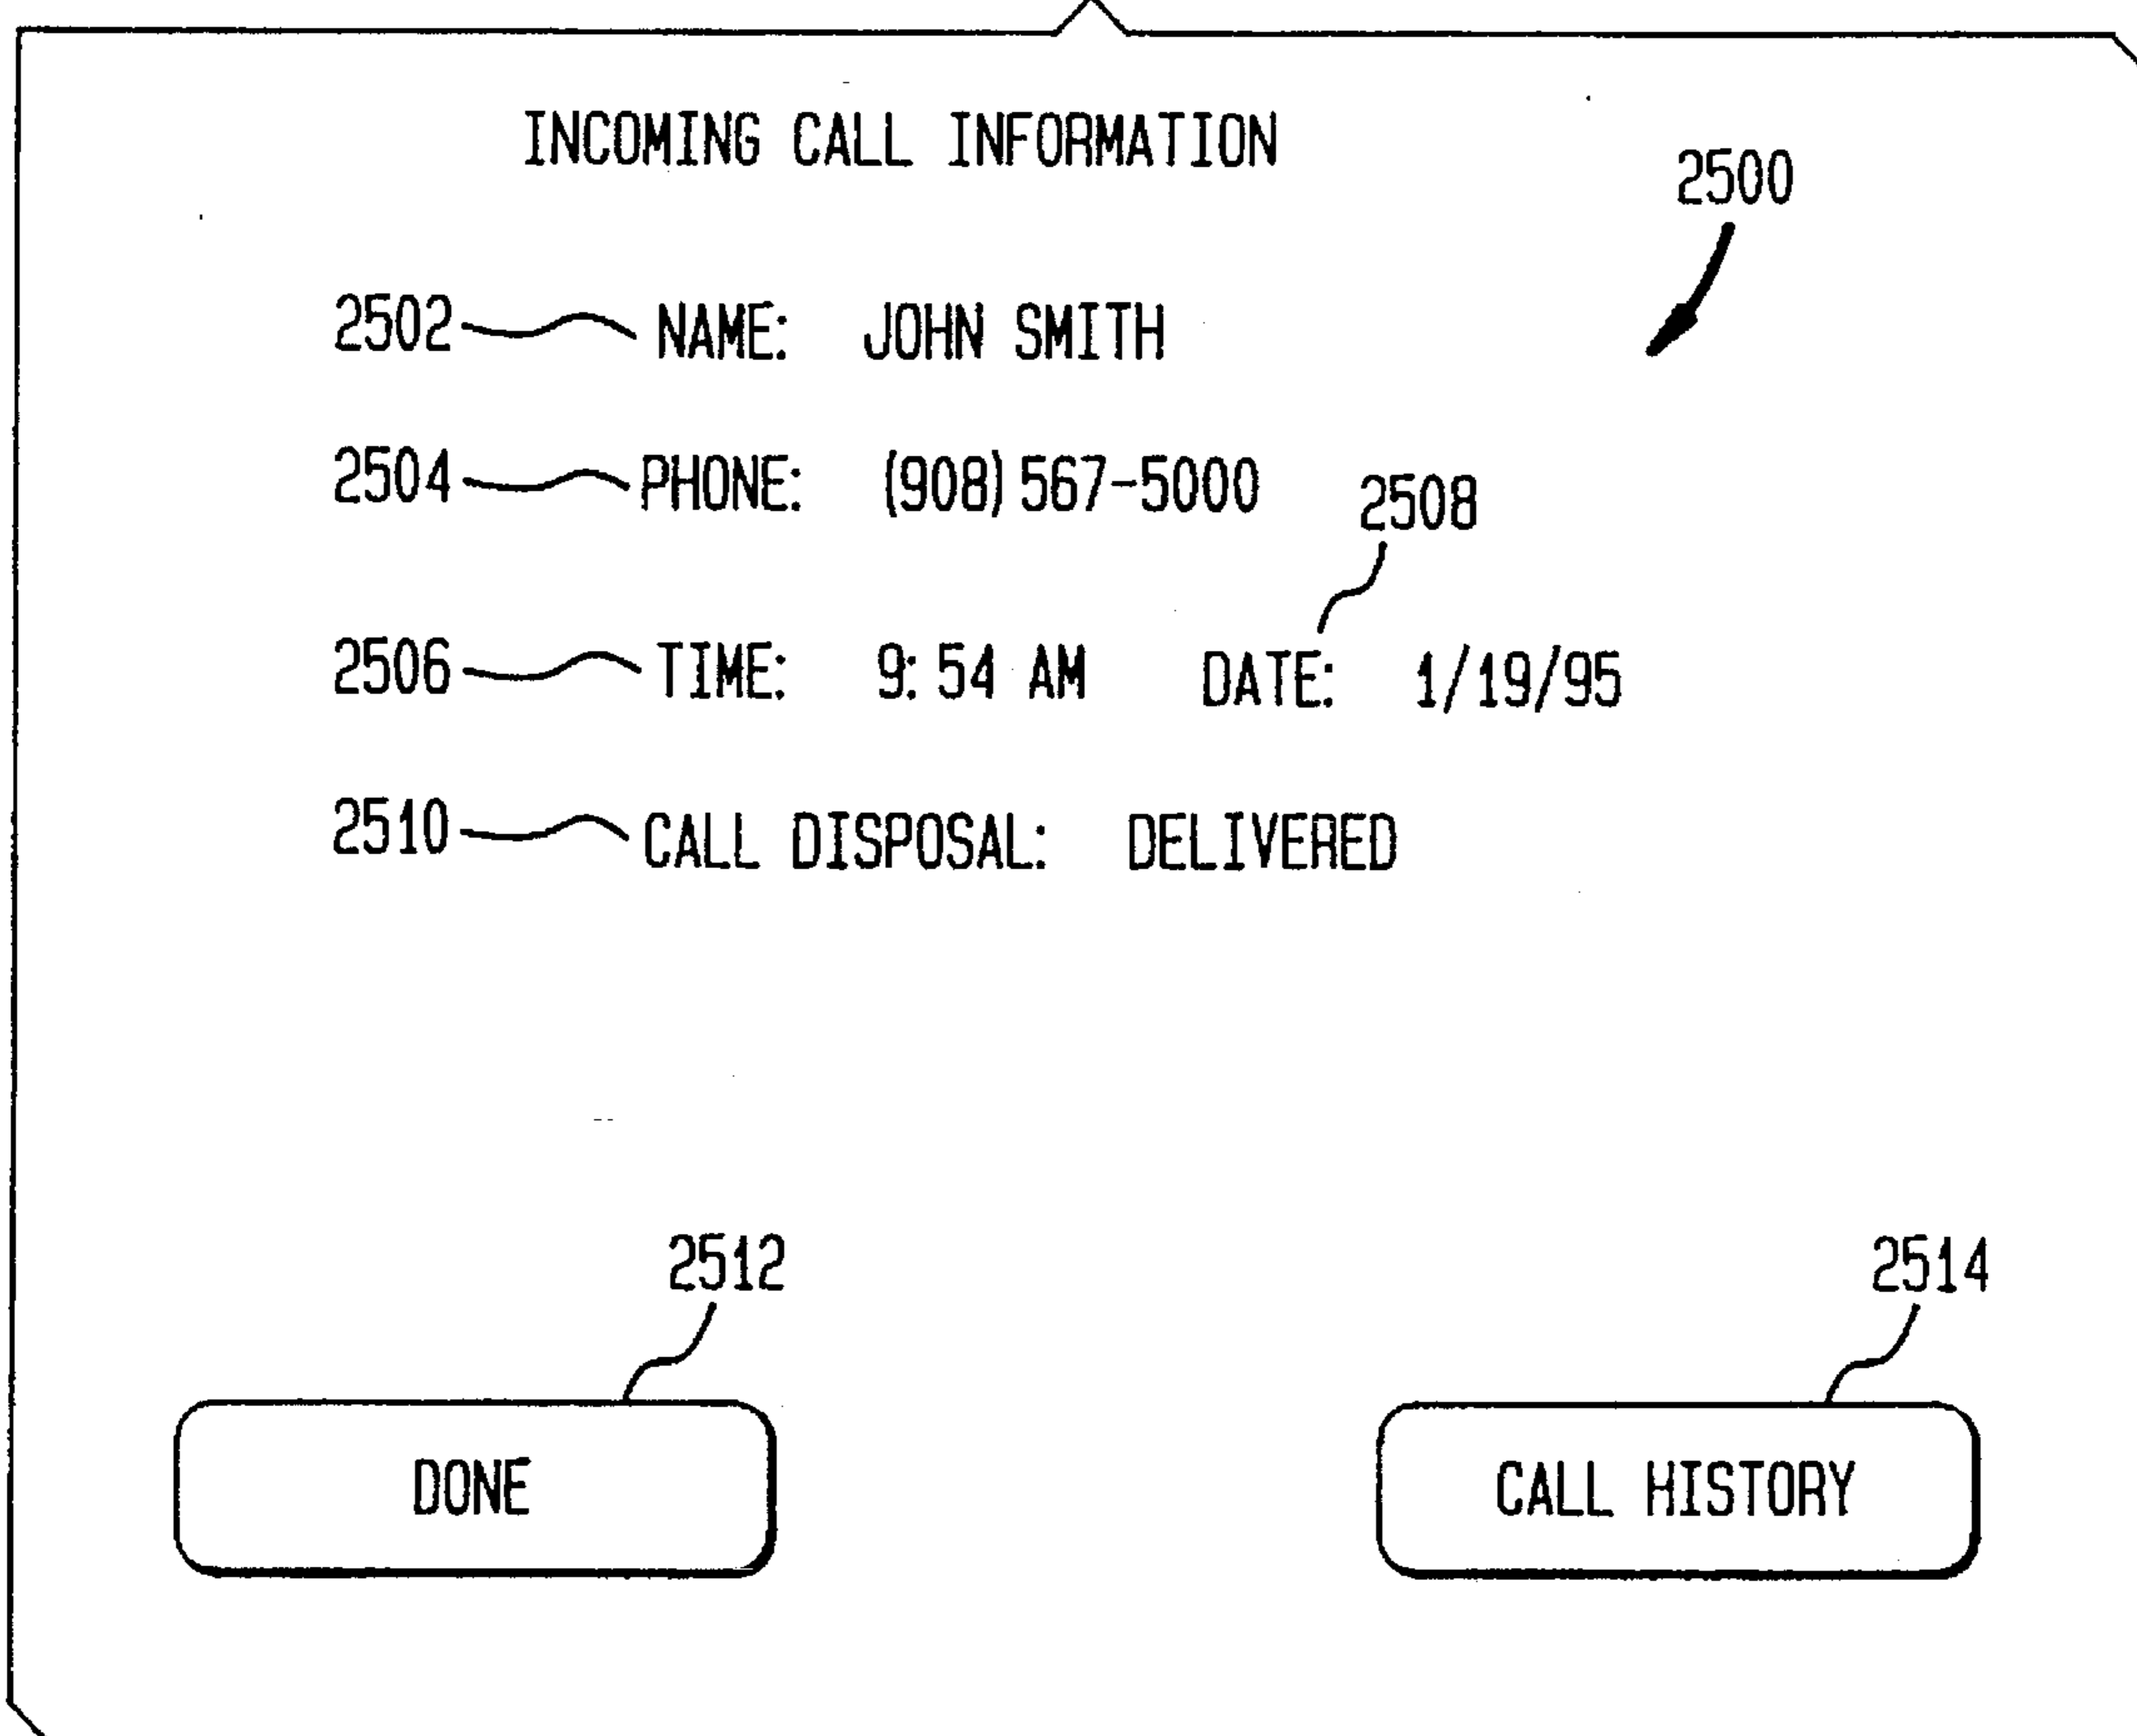 INCOMING CALL INFORMATION
2500
2502 NAME: JOHN SMITH
2504 PHONE: (908) 567-5000
2508
2506 TIME: 9:54 AM DATE: 1/19/95
2510 CALL DISPOSAL: DELIVERED
2512 2514
DONE CALL HISTORY